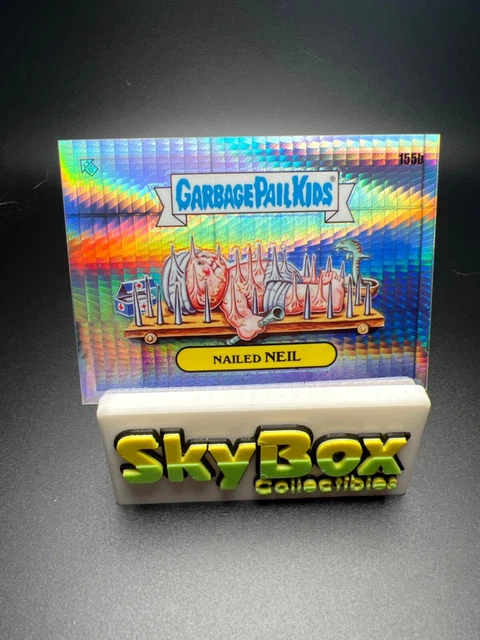 155b
GARBAGE PAIL KIDS®
NAILED NEIL
SkyBox
Collectibles